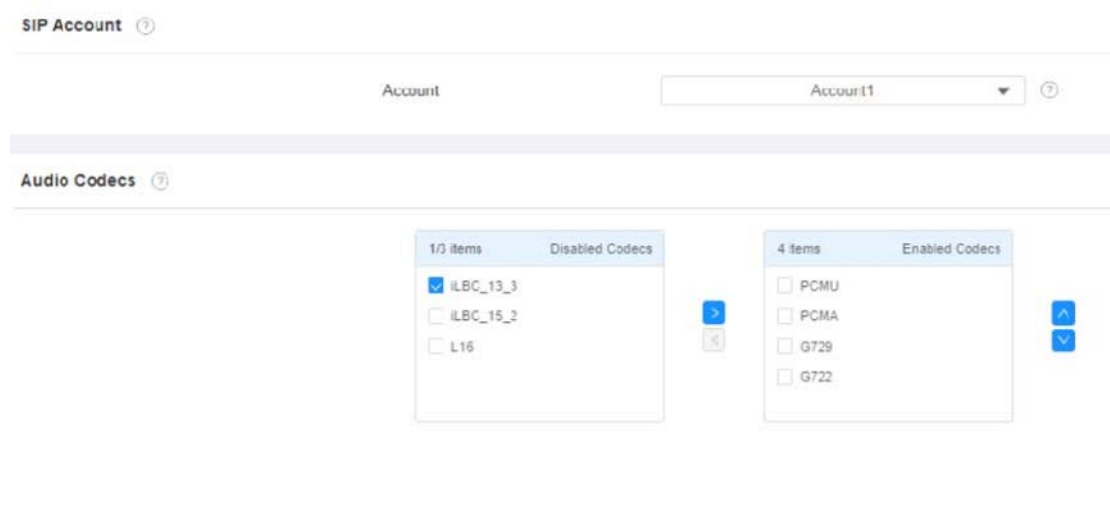 SIP Account ?
Account Account1 ?
Audio Codecs ?
1/3 items Disabled Codecs 4 items Enabled Codecs
iLBC_13_3 PCMU
iLBC_15_2 PCMA
L16 G729
G722